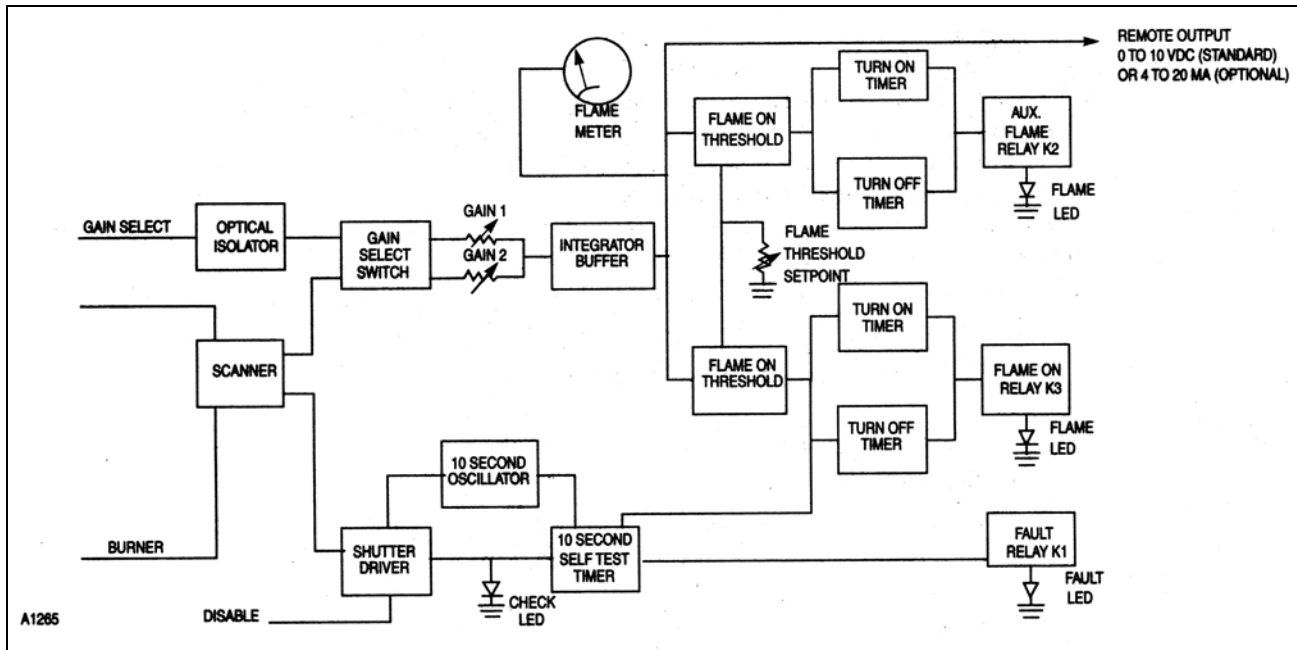 REMOTE OUTPUT
0 TO 10 VDC (STANDARD)
OR 4 TO 20 MA (OPTIONAL)
FLAME
METER
TURN ON
TIMER
FLAME ON
THRESHOLD
AUX.
FLAME
RELAY K2
TURN OFF
TIMER
FLAME
LED
GAIN SELECT
OPTICAL
ISOLATOR
GAIN
SELECT
SWITCH
GAIN 1
GAIN 2
INTEGRATOR
BUFFER
FLAME
THRESHOLD
SETPOINT
SCANNER
FLAME ON
THRESHOLD
TURN ON
TIMER
FLAME ON
RELAY K3
TURN OFF
TIMER
FLAME
LED
10 SECOND
OSCILLATOR
BURNER
SHUTTER
DRIVER
10 SECOND
SELF TEST
TIMER
FAULT
RELAY K1
CHECK
LED
FAULT
LED
A1265
DISABLE